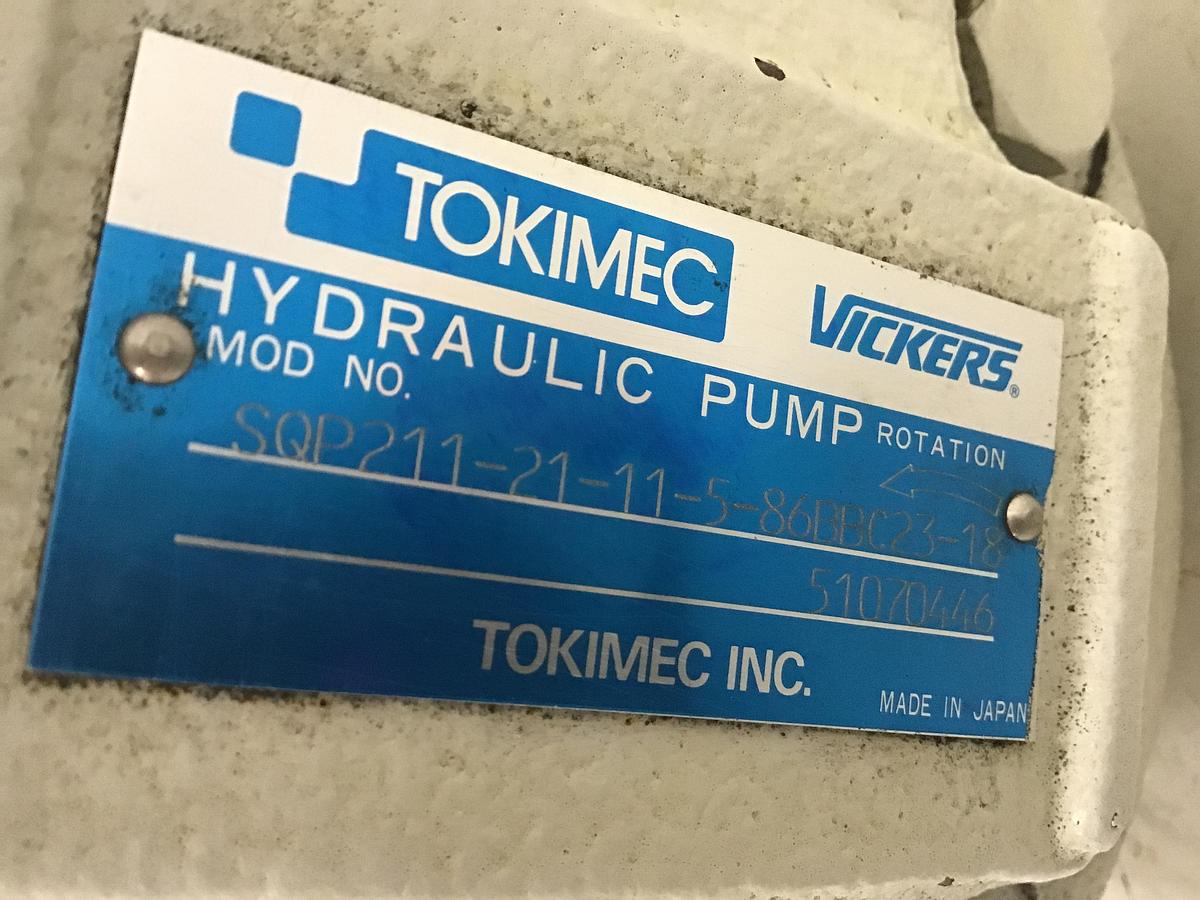 TOKIMEC
VICKERS®
HYDRAULIC PUMP
ROTATION
MOD NO.
SQP211-21-11-5-86BBC23-18
51070446
TOKIMEC INC.
MADE IN JAPAN